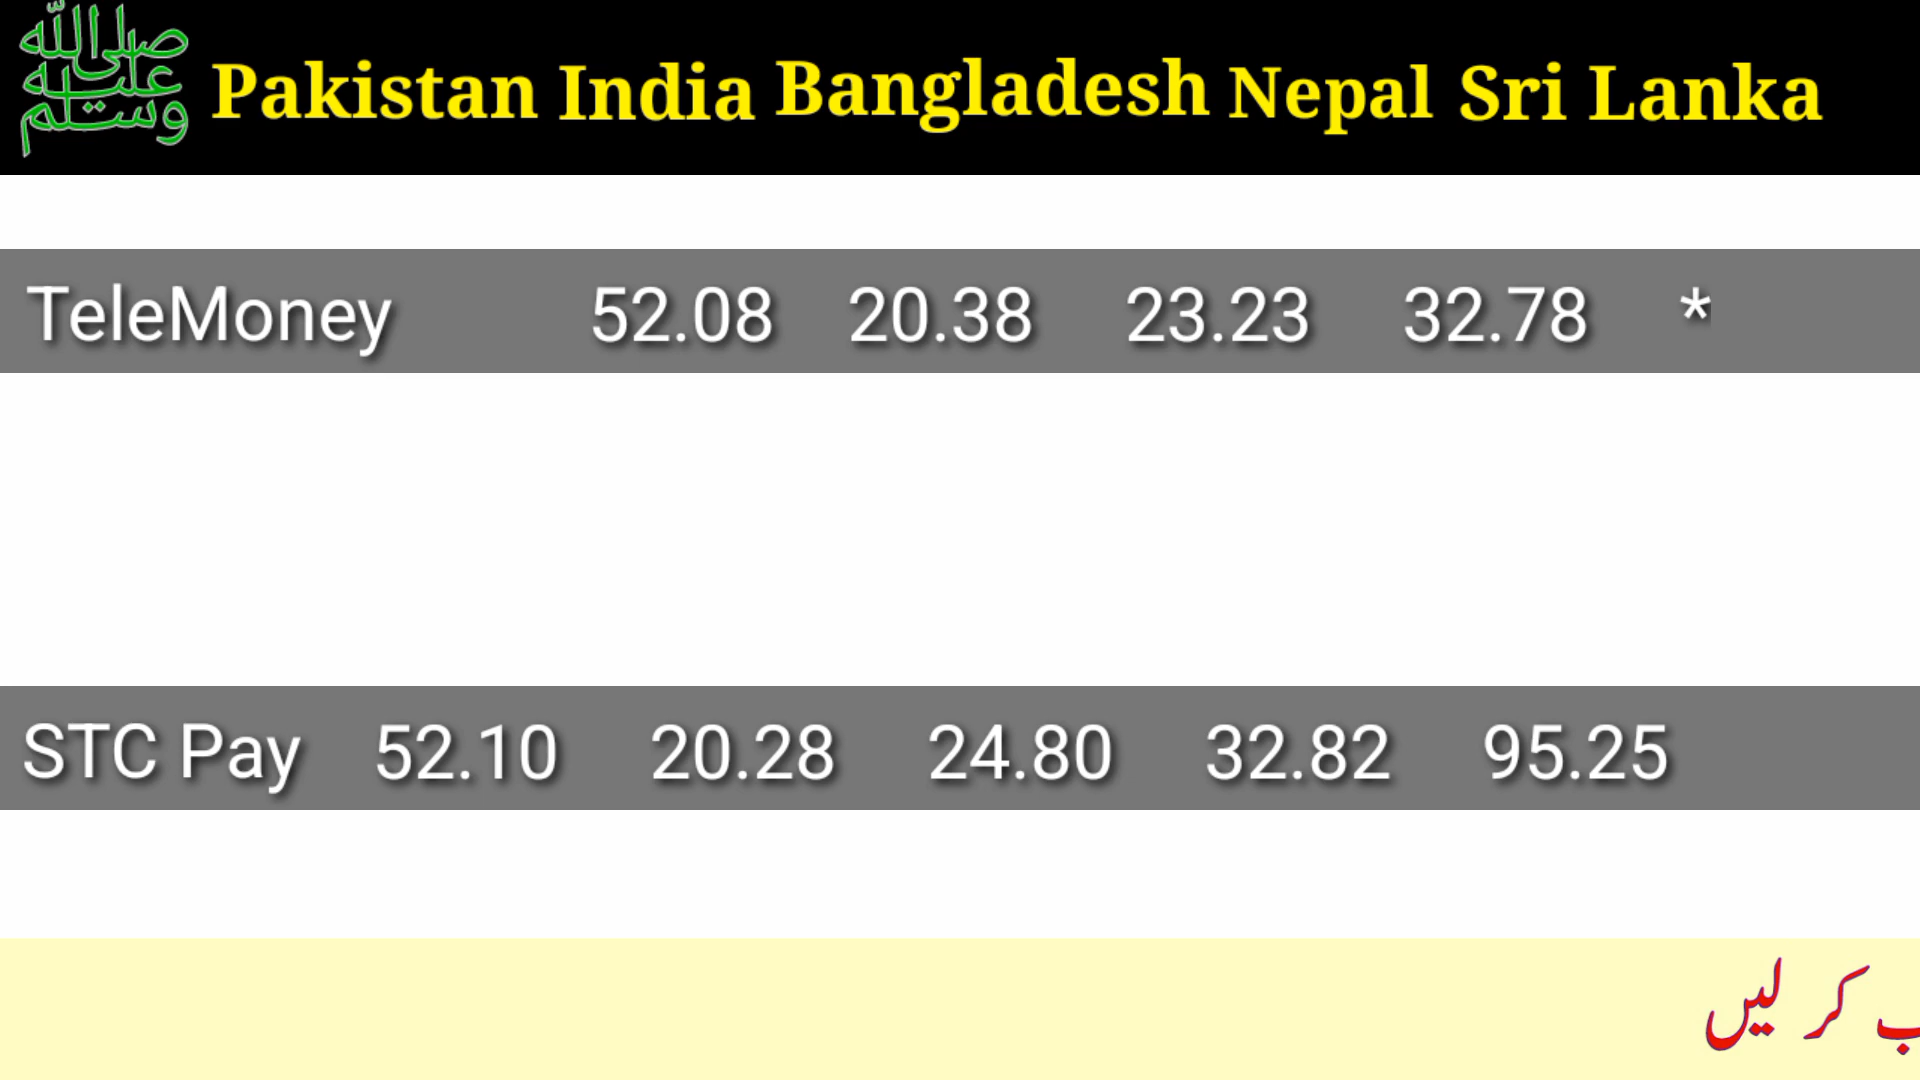 صلى الله عليه وسلم Pakistan India Bangladesh Nepal Sri Lanka
TeleMoney 52.08 20.38 23.23 32.78 *
STC Pay 52.10 20.28 24.80 32.82 95.25
کر لیں